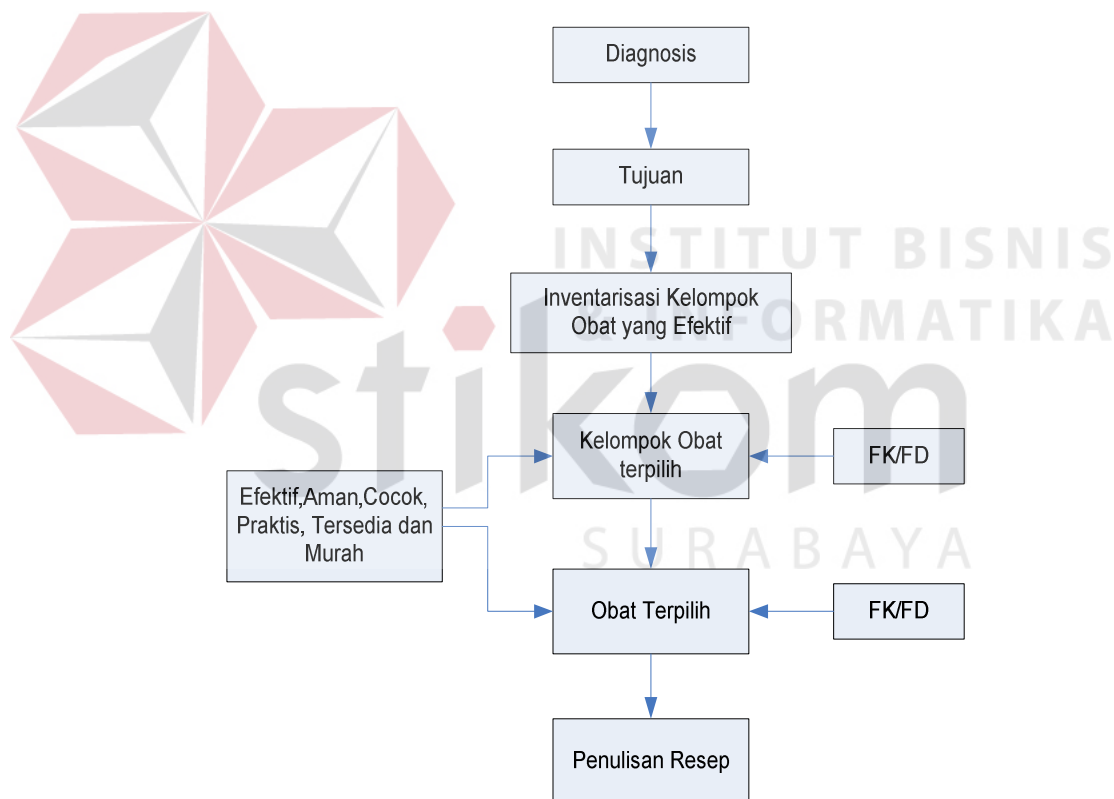 Diagnosis
Tujuan
INSTITUT BISNIS
& INFORMATIKA
Inventarisasi Kelompok
Obat yang Efektif
stikom
Kelompok Obat
terpilih
FK/FD
Efektif,Aman,Cocok,
Praktis, Tersedia dan
Murah
SURABAYA
Obat Terpilih
FK/FD
Penulisan Resep